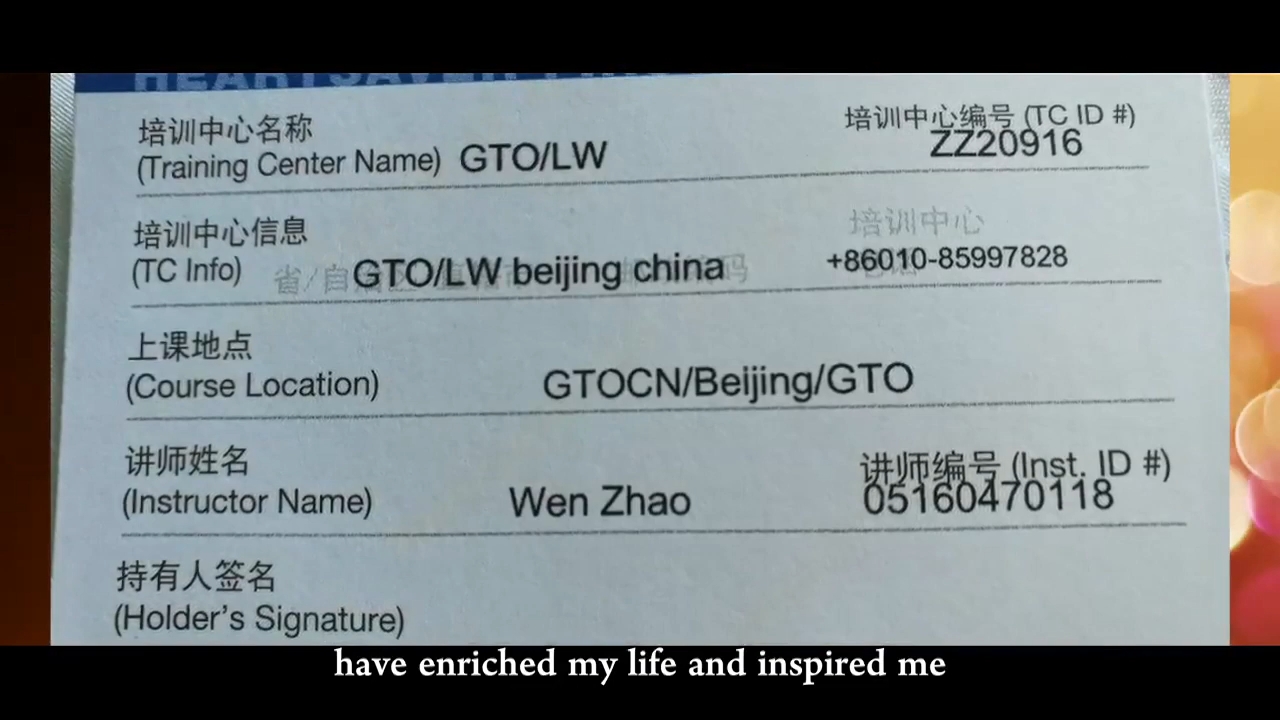 HEARTSAVER
培训中心名称
(Training Center Name) GTO/LW
培训中心编号 (TC ID #)
ZZ20916
培训中心信息
(TC Info) GTO/LW beijing china
培训中心
+86010-85997828
上课地点
(Course Location) GTOCN/Beijing/GTO
讲师姓名
(Instructor Name) Wen Zhao
讲师编号 (Inst. ID #)
05160470118
持有人签名
(Holder's Signature)
have enriched my life and inspired me